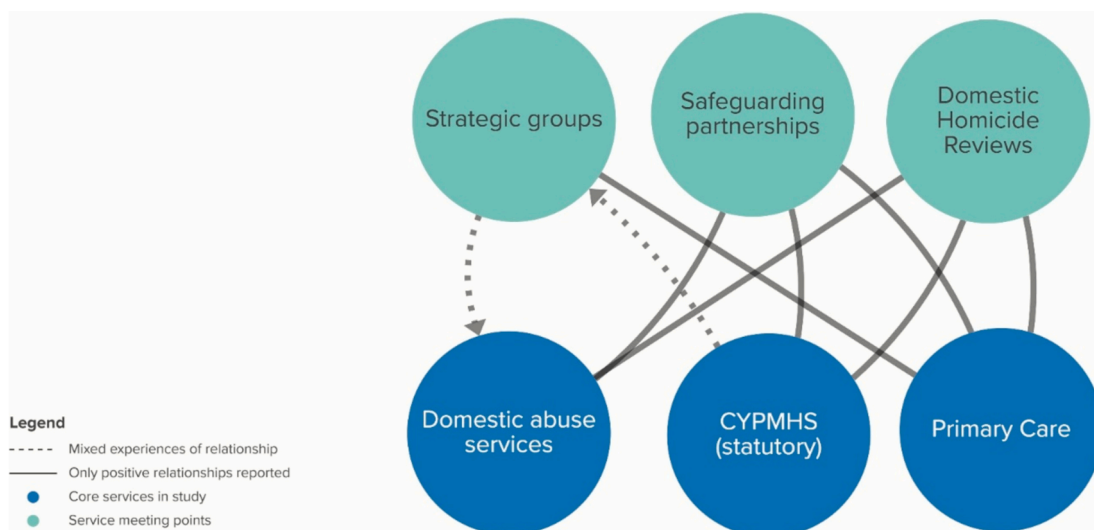 Strategic groups
Safeguarding
partnerships
Domestic
Homicide
Reviews
Domestic abuse
services
CYPMHS
(statutory)
Primary Care
Legend
Mixed experiences of relationship
Only positive relationships reported
Core services in study
Service meeting points